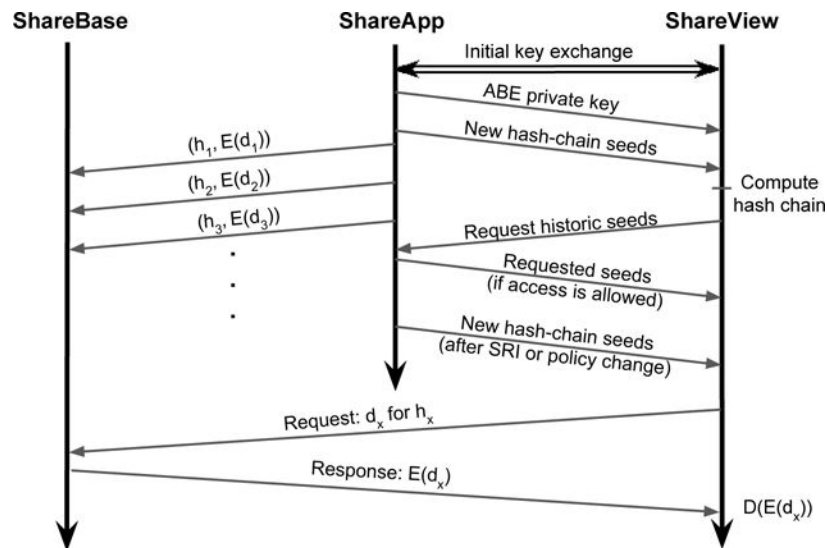 ShareBase
ShareApp
ShareView
Initial key exchange
ABE private key
New hash-chain seeds
(h₁, E(d₁))
(h₂, E(d₂))
(h₃, E(d₃))
Compute
hash chain
Request historic seeds
Requested seeds
(if access is allowed)
New hash-chain seeds
(after SRI or policy change)
Request: dₓ for hₓ
Response: E(dₓ)
D(E(dₓ))